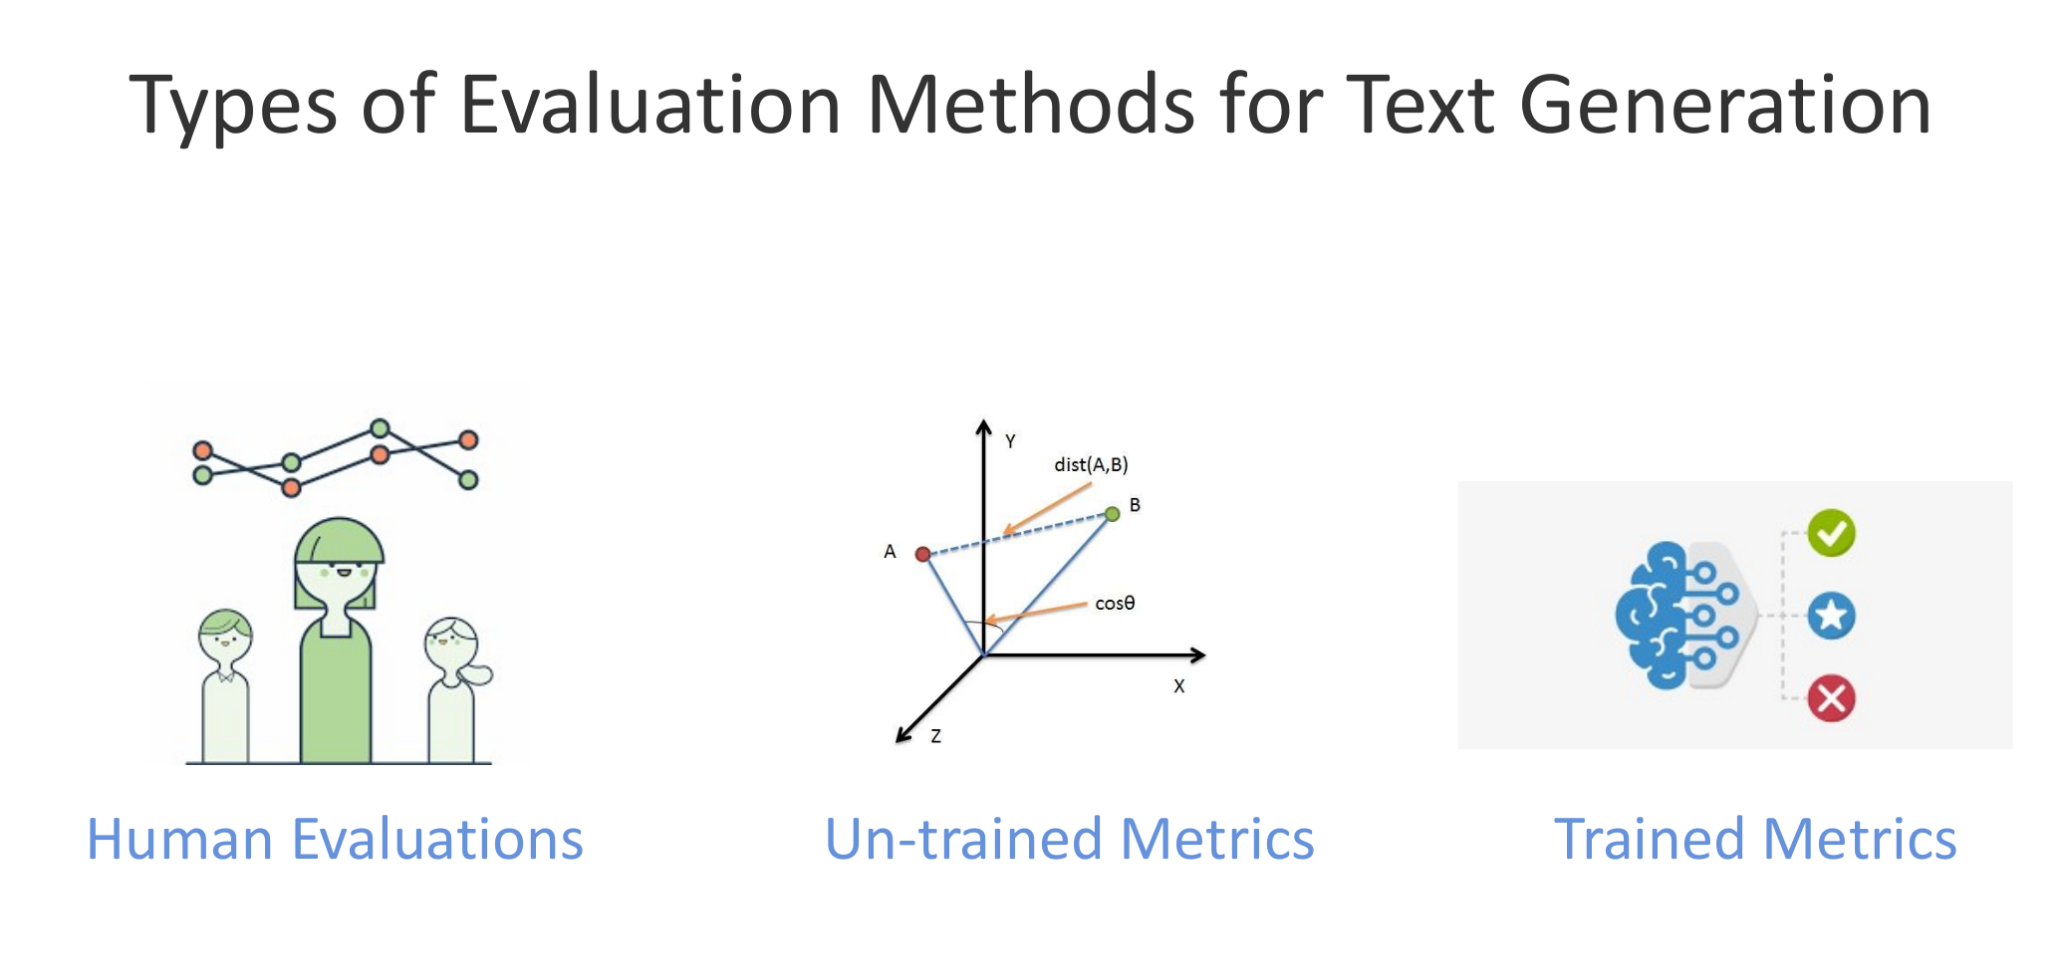 Types of Evaluation Methods for Text Generation
Y
dist(A,B)
B
A
cosθ
X
Z
Human Evaluations
Un-trained Metrics
Trained Metrics